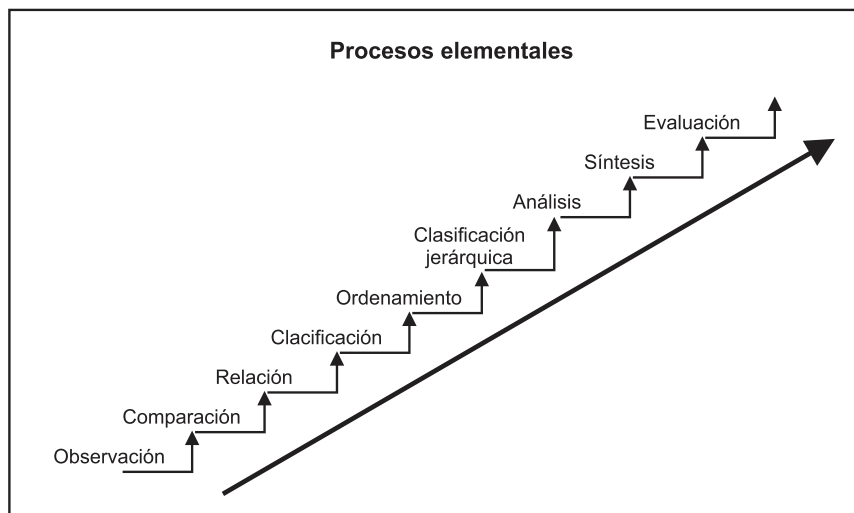 Procesos elementales
Evaluación
Síntesis
Análisis
Clasificación
jerárquica
Ordenamiento
Clacificación
Relación
Comparación
Observación